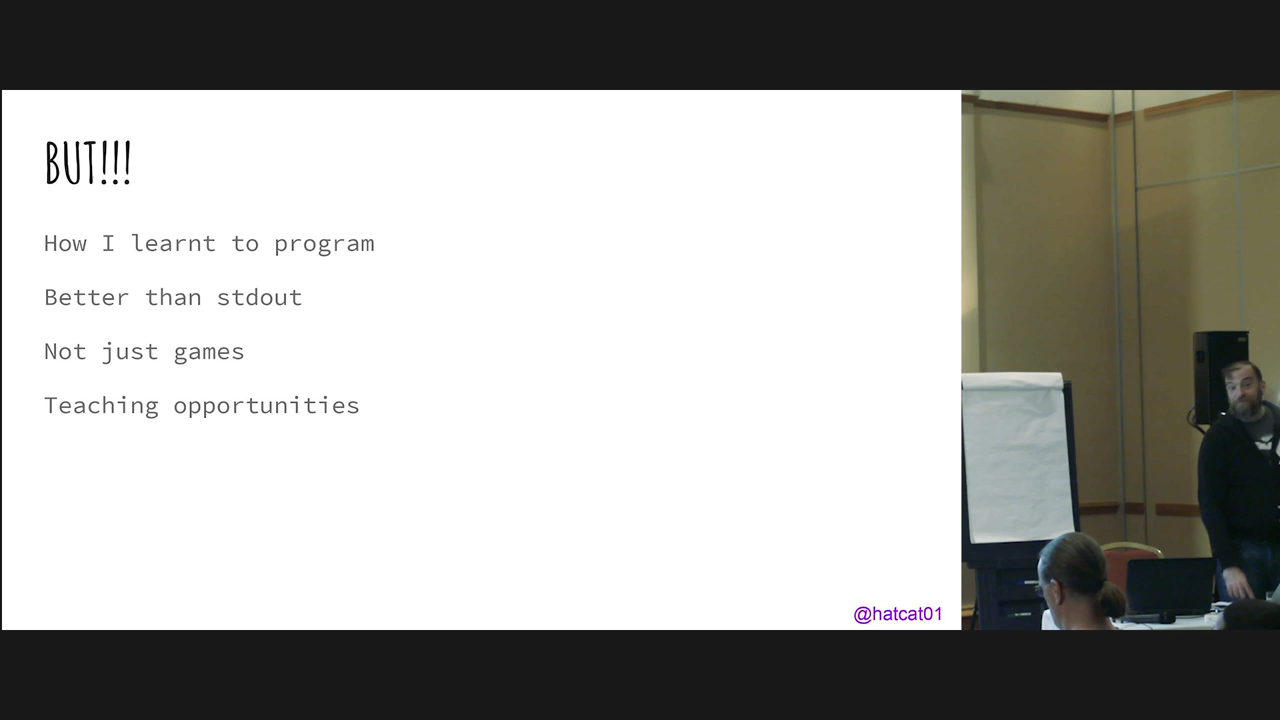 BUT!!!
How I learnt to program
Better than stdout
Not just games
Teaching opportunities
@hatcat01